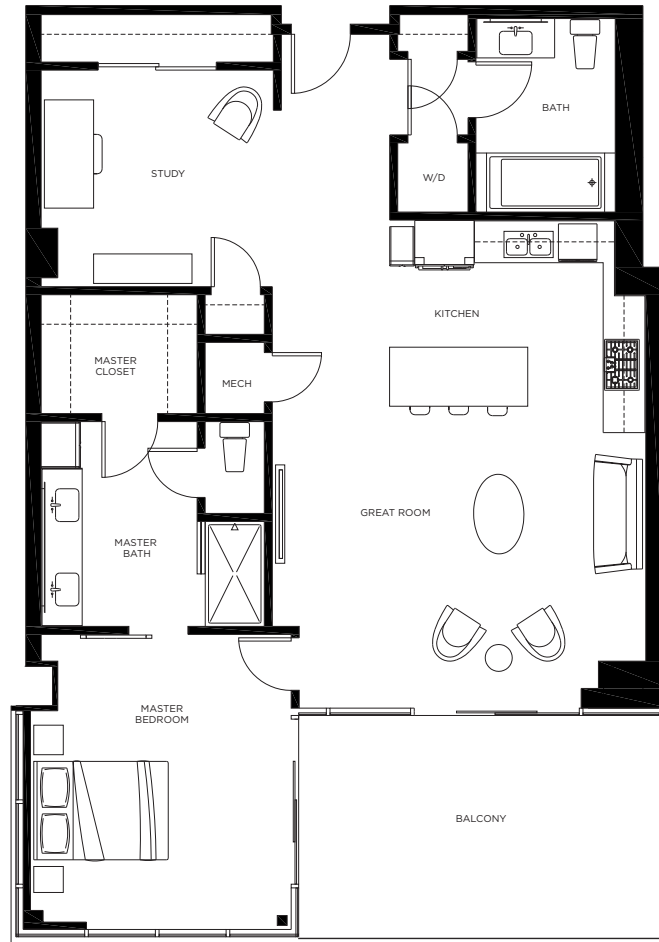 BATH
STUDY
W/D
KITCHEN
MASTER
CLOSET
MECH
GREAT ROOM
MASTER
BATH
MASTER
BEDROOM
BALCONY